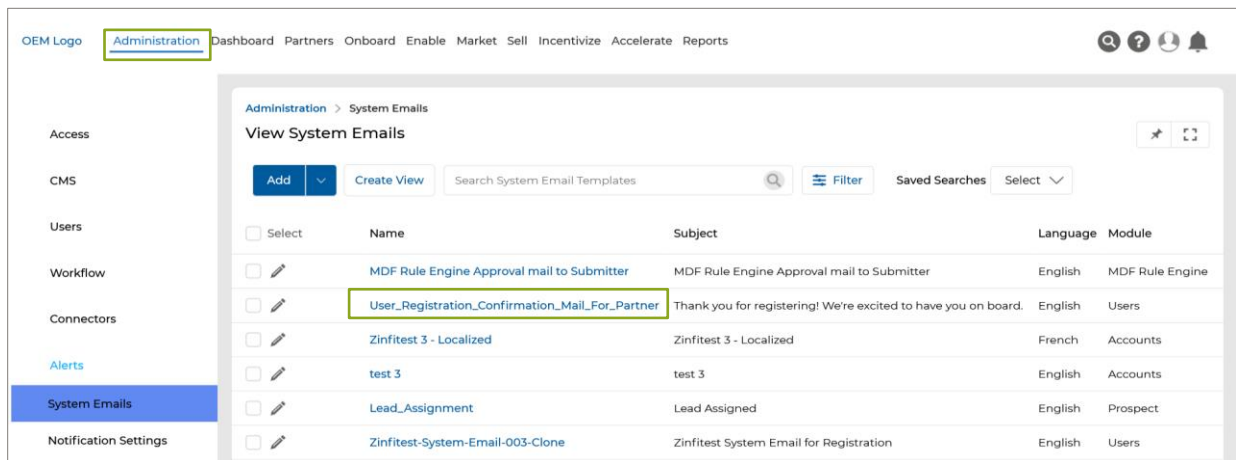 OEM Logo Administration Dashboard Partners Onboard Enable Market Sell Incentivize Accelerate Reports
Administration > System Emails
View System Emails
Access
CMS
Users
Workflow
Connectors
Alerts
System Emails
Notification Settings
Add Create View Search System Email Templates Filter Saved Searches Select
Select Name Subject Language Module
MDF Rule Engine Approval mail to Submitter MDF Rule Engine Approval mail to Submitter English MDF Rule Engine
User_Registration_Confirmation_Mail_For_Partner Thank you for registering! We're excited to have you on board. English Users
Zinfitest 3 - Localized Zinfitest 3 - Localized French Accounts
test 3 test 3 English Accounts
Lead_Assignment Lead Assigned English Prospect
Zinfitest-System-Email-003-Clone Zinfitest System Email for Registration English Users